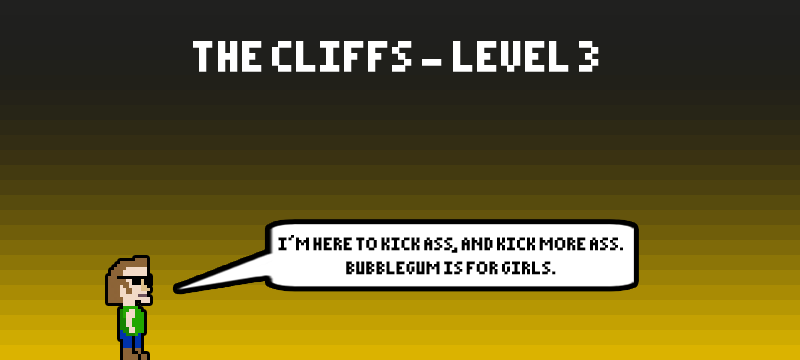 THE CLIFFS - LEVEL 3
I'M HERE TO KICK ASS, AND KICK MORE ASS.
BUBBLEGUM IS FOR GIRLS.